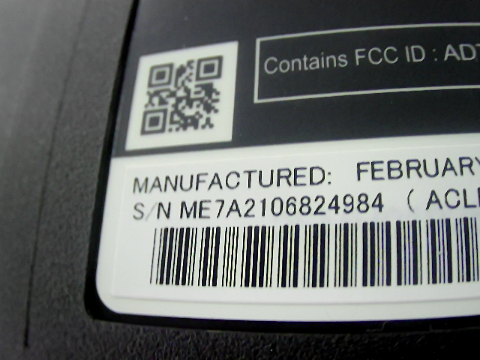 Contains FCC ID : AD
MANUFACTURED: FEBRUARY
S/N ME7A2106824984 ( ACL